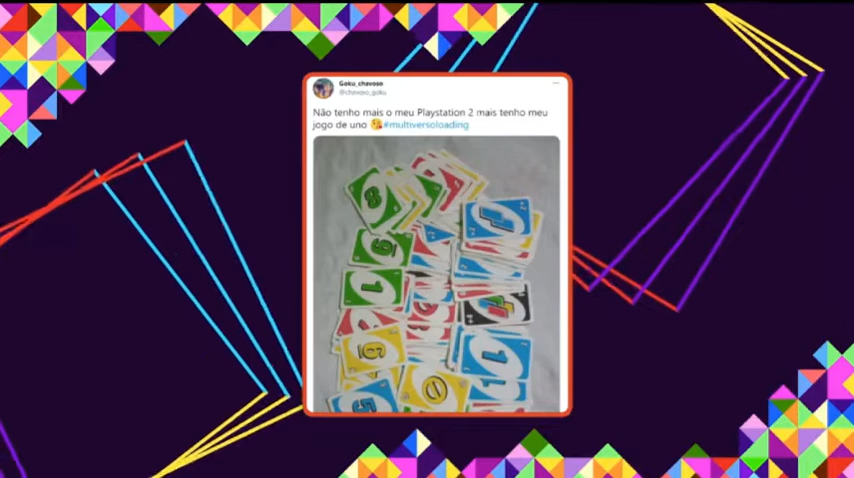 Goku_chavoso
@chavoso_goku
Não tenho mais o meu Playstation 2 mais tenho meu
jogo de uno 😘 #multiversoloading